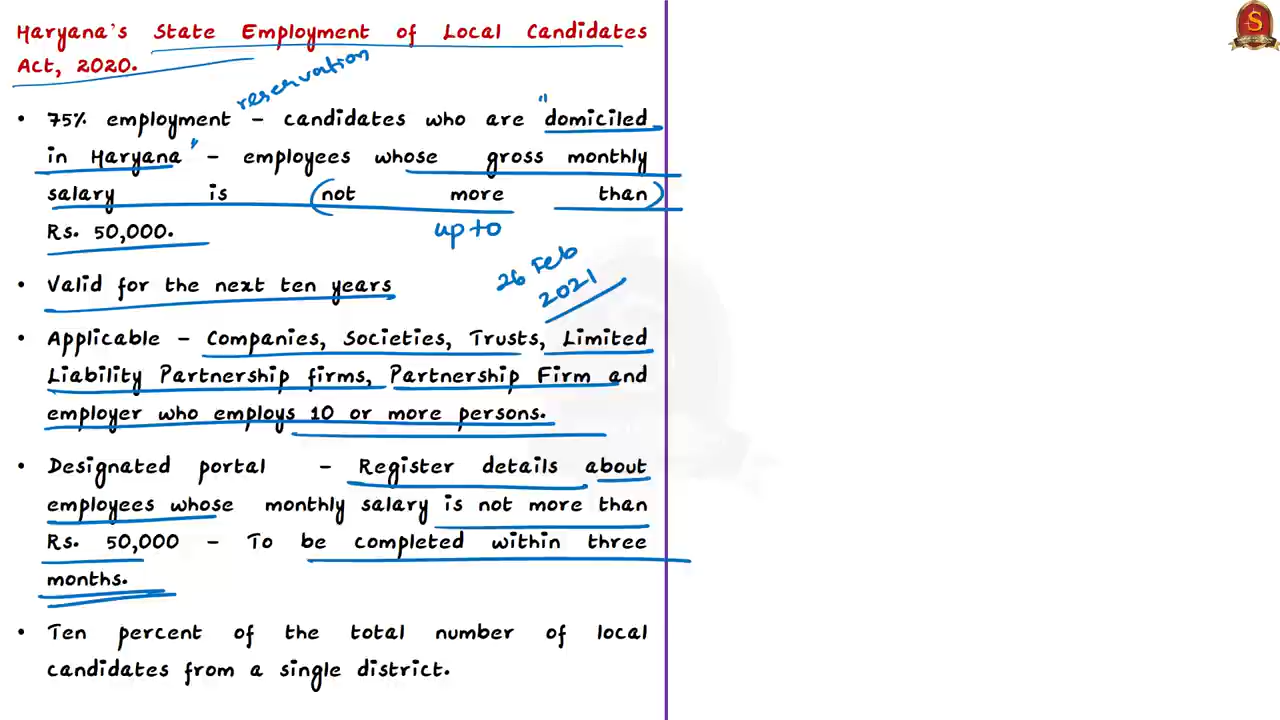 Haryana's State Employment of Local Candidates
Act, 2020.
reservation
• 75% employment – candidates who are "domiciled
in Haryana" – employees whose gross monthly
salary is (not more than)
Rs. 50,000.
up to
• Valid for the next ten years
26 Feb
2021
• Applicable – Companies, Societies, Trusts, Limited
Liability Partnership firms, Partnership Firm and
employer who employs 10 or more persons.
• Designated portal – Register details about
employees whose monthly salary is not more than
Rs. 50,000 – To be completed within three
months.
• Ten percent of the total number of local
candidates from a single district.
S